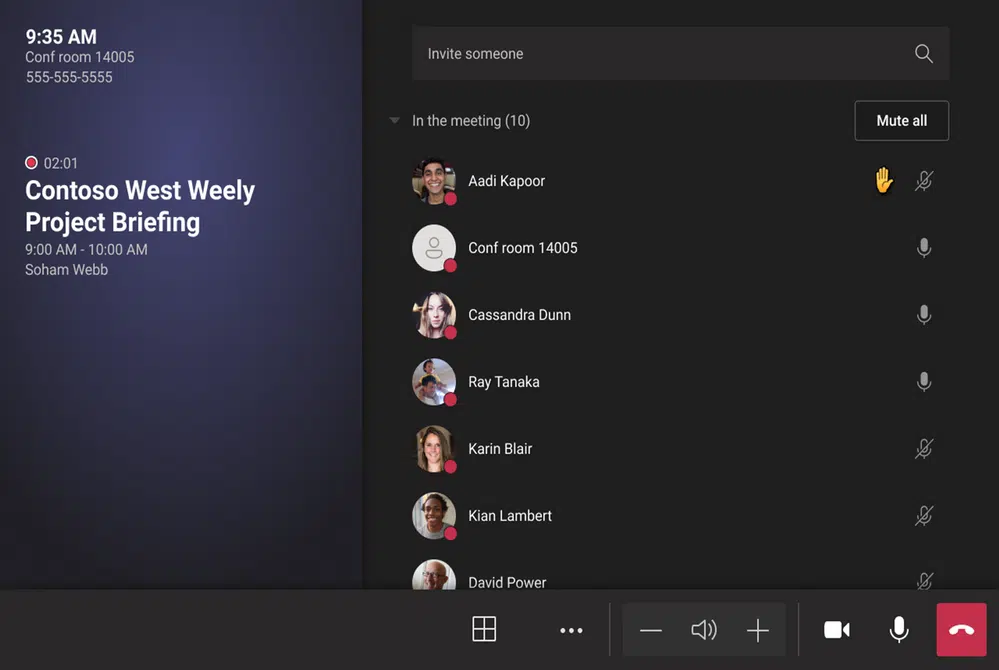 9:35 AM
Conf room 14005
555-555-5555
02:01
Contoso West Weely
Project Briefing
9:00 AM - 10:00 AM
Soham Webb
Invite someone
In the meeting (10)
Mute all
Aadi Kapoor
Conf room 14005
Cassandra Dunn
Ray Tanaka
Karin Blair
Kian Lambert
David Power